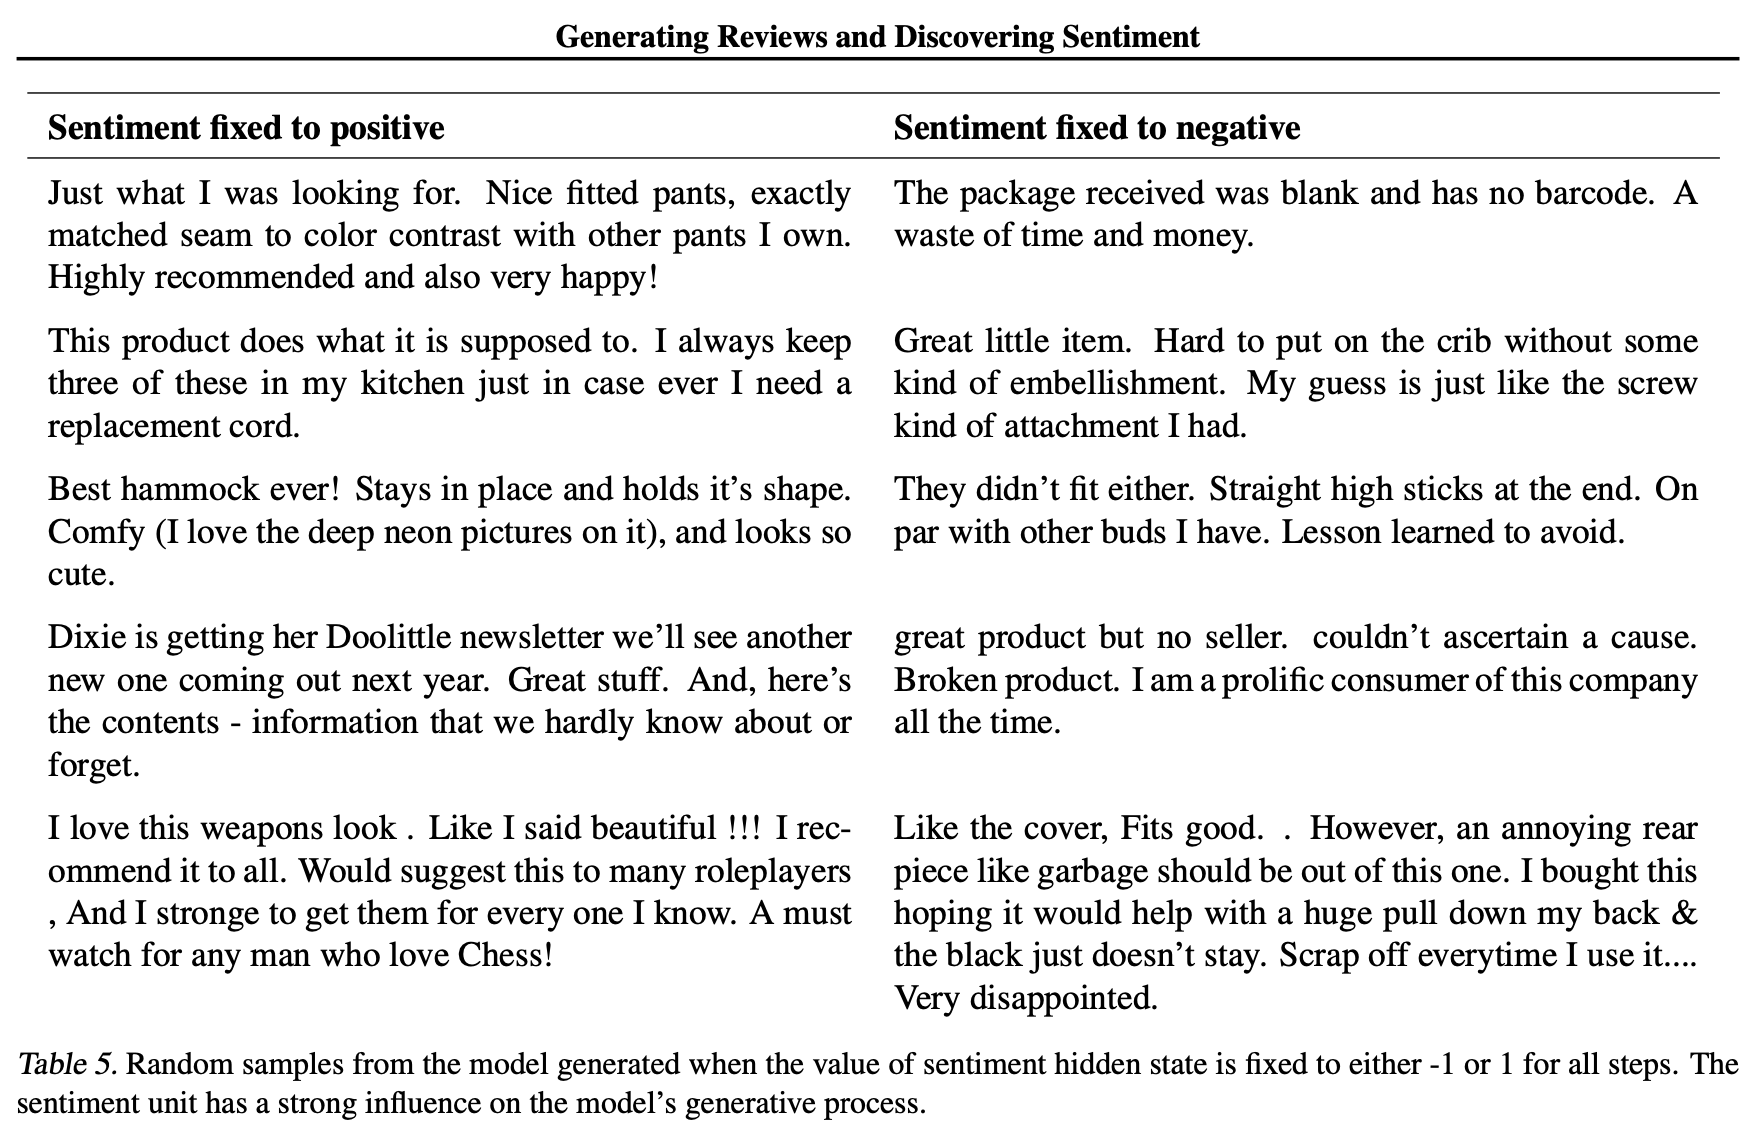 Generating Reviews and Discovering Sentiment
Sentiment fixed to positive
Sentiment fixed to negative
Just what I was looking for. Nice fitted pants, exactly
matched seam to color contrast with other pants I own.
Highly recommended and also very happy!
The package received was blank and has no barcode. A
waste of time and money.
This product does what it is supposed to. I always keep
three of these in my kitchen just in case ever I need a
replacement cord.
Great little item. Hard to put on the crib without some
kind of embellishment. My guess is just like the screw
kind of attachment I had.
Best hammock ever! Stays in place and holds it's shape.
Comfy (I love the deep neon pictures on it), and looks so
cute.
They didn't fit either. Straight high sticks at the end. On
par with other buds I have. Lesson learned to avoid.
Dixie is getting her Doolittle newsletter we'll see another
new one coming out next year. Great stuff. And, here's
the contents - information that we hardly know about or
forget.
great product but no seller. couldn't ascertain a cause.
Broken product. I am a prolific consumer of this company
all the time.
I love this weapons look . Like I said beautiful !!! I rec-
ommend it to all. Would suggest this to many roleplayers
, And I stronge to get them for every one I know. A must
watch for any man who love Chess!
Like the cover, Fits good. . However, an annoying rear
piece like garbage should be out of this one. I bought this
hoping it would help with a huge pull down my back &
the black just doesn't stay. Scrap off everytime I use it....
Very disappointed.
Table 5. Random samples from the model generated when the value of sentiment hidden state is fixed to either -1 or 1 for all steps. The
sentiment unit has a strong influence on the model's generative process.